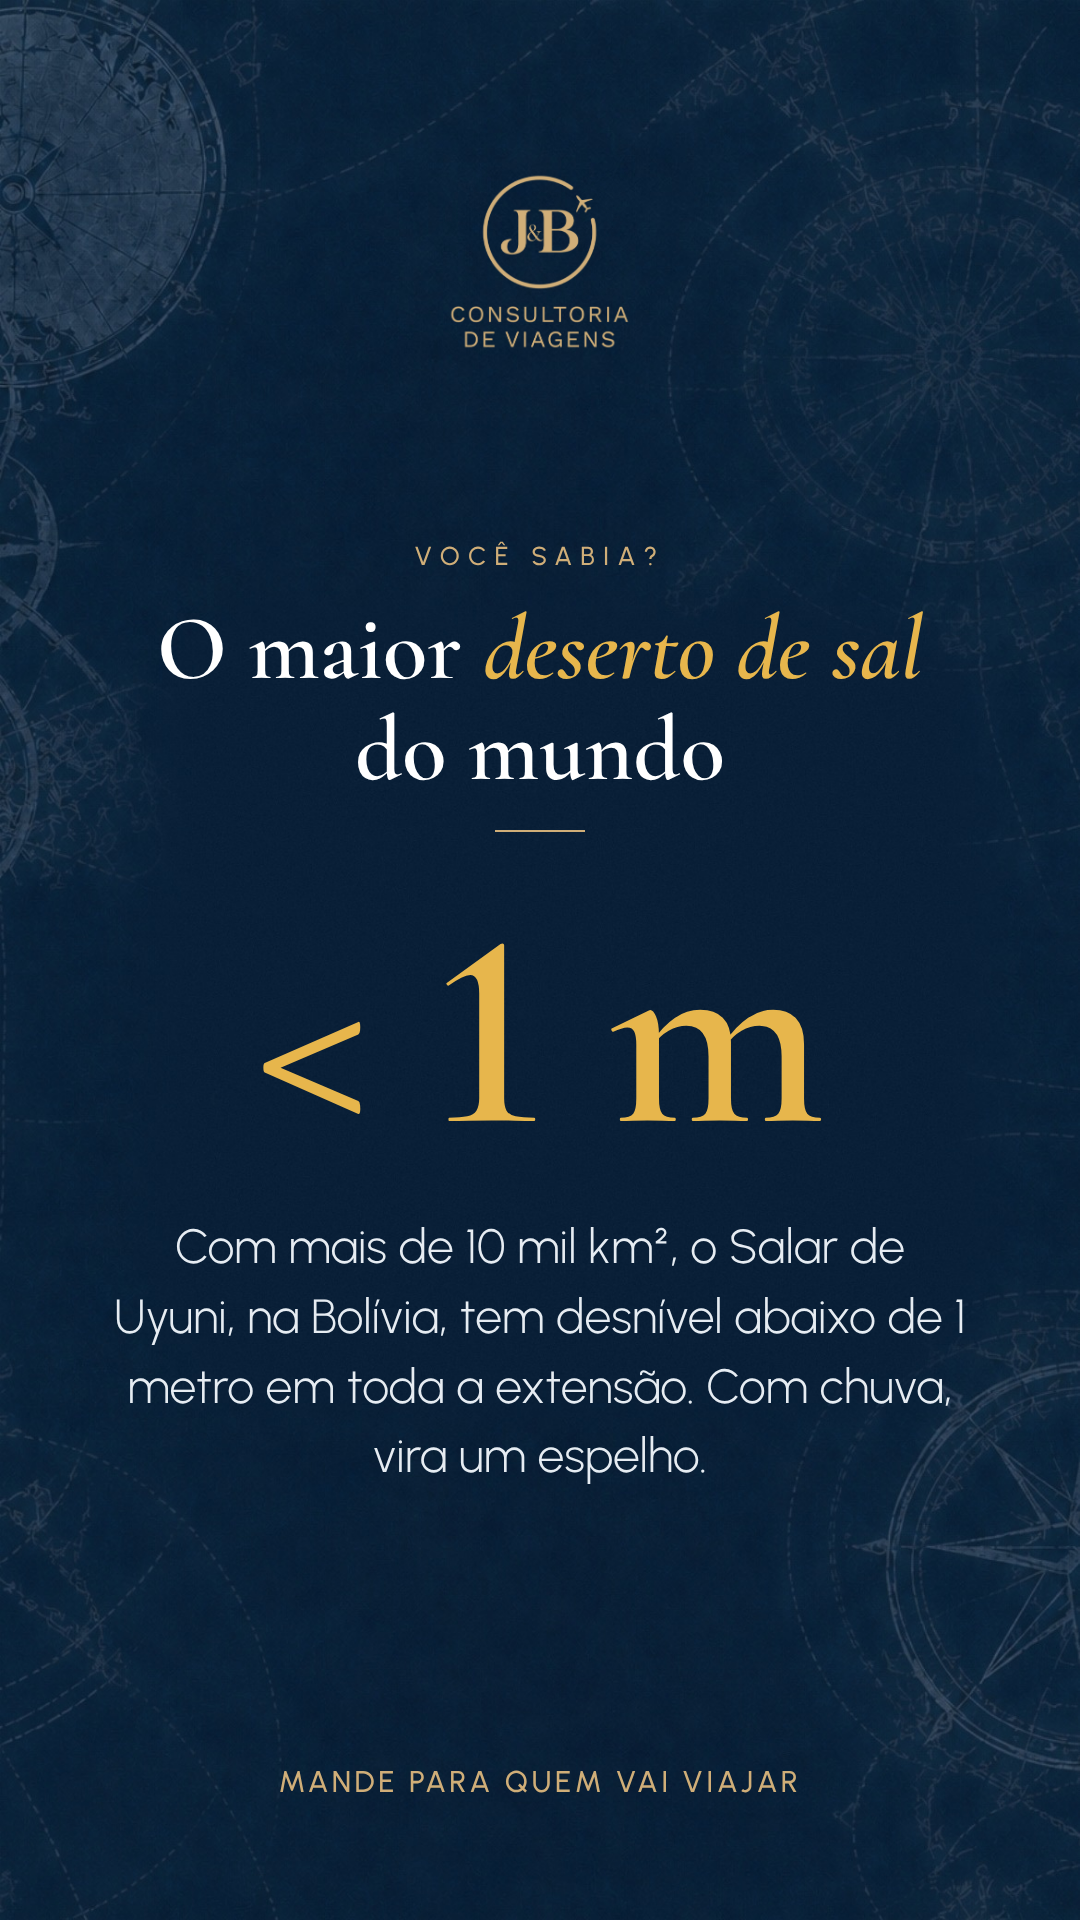 J&B
CONSULTORIA
DE VIAGENS
VOCÊ SABIA?
O maior deserto de sal
do mundo
< 1 m
Com mais de 10 mil km², o Salar de
Uyuni, na Bolívia, tem desnível abaixo de 1
metro em toda a extensão. Com chuva,
vira um espelho.
MANDE PARA QUEM VAI VIAJAR